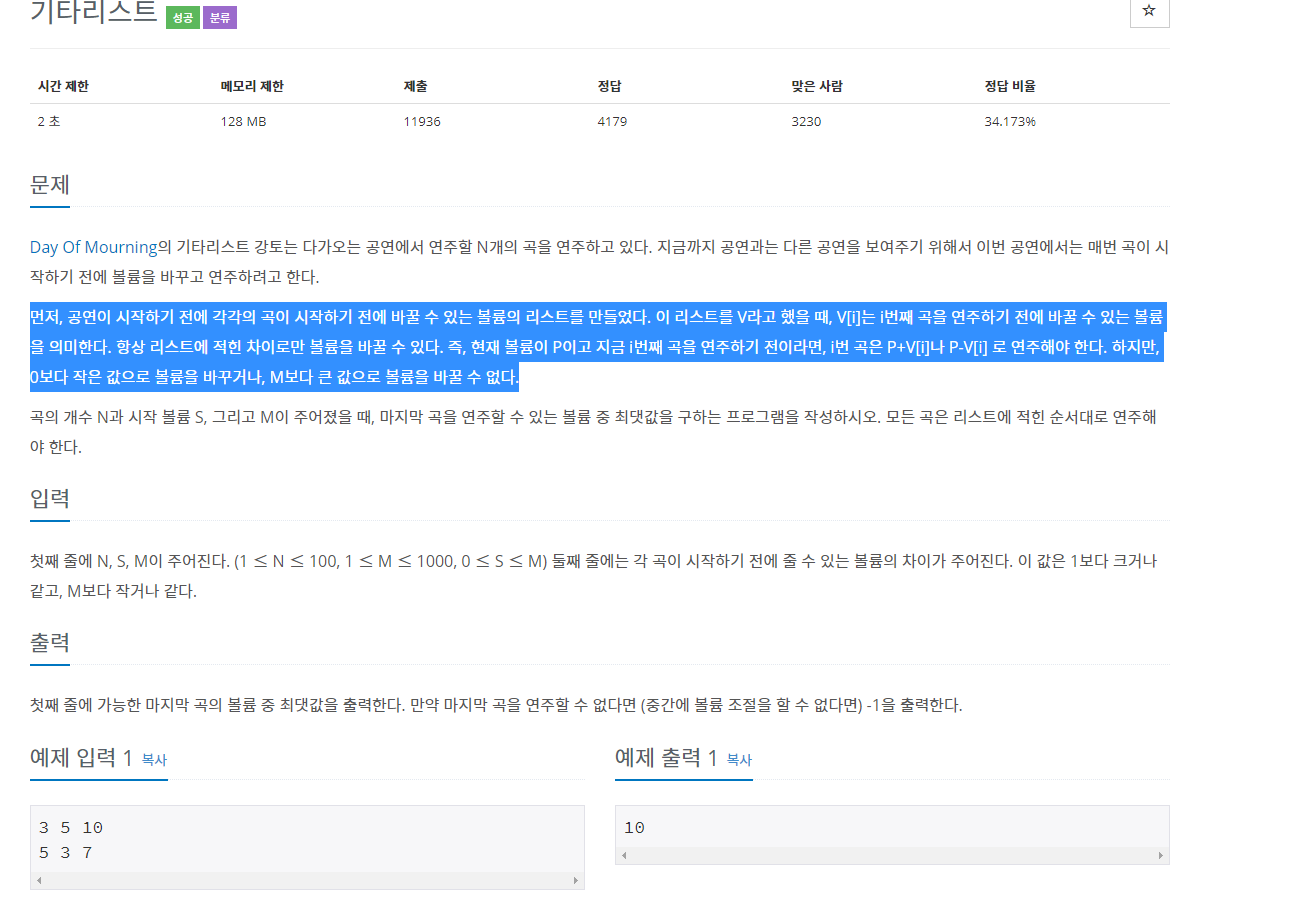 기타리스트 성공 분류
☆
시간 제한 메모리 제한 제출 정답 맞은 사람 정답 비율
2 초 128 MB 11936 4179 3230 34.173%
문제
Day Of Mourning의 기타리스트 강토는 다가오는 공연에서 연주할 N개의 곡을 연주하고 있다. 지금까지 공연과는 다른 공연을 보여주기 위해서 이번 공연에서는 매번 곡이 시
작하기 전에 볼륨을 바꾸고 연주하려고 한다.
먼저, 공연이 시작하기 전에 각각의 곡이 시작하기 전에 바꿀 수 있는 볼륨의 리스트를 만들었다. 이 리스트를 V라고 했을 때, V[i]는 i번째 곡을 연주하기 전에 바꿀 수 있는 볼륨
을 의미한다. 항상 리스트에 적힌 차이로만 볼륨을 바꿀 수 있다. 즉, 현재 볼륨이 P이고 지금 i번째 곡을 연주하기 전이라면, i번 곡은 P+V[i]나 P-V[i] 로 연주해야 한다. 하지만,
0보다 작은 값으로 볼륨을 바꾸거나, M보다 큰 값으로 볼륨을 바꿀 수 없다.
곡의 개수 N과 시작 볼륨 S, 그리고 M이 주어졌을 때, 마지막 곡을 연주할 수 있는 볼륨 중 최댓값을 구하는 프로그램을 작성하시오. 모든 곡은 리스트에 적힌 순서대로 연주해
야 한다.
입력
첫째 줄에 N, S, M이 주어진다. (1 ≤ N ≤ 100, 1 ≤ M ≤ 1000, 0 ≤ S ≤ M) 둘째 줄에는 각 곡이 시작하기 전에 줄 수 있는 볼륨의 차이가 주어진다. 이 값은 1보다 크거나
같고, M보다 작거나 같다.
출력
첫째 줄에 가능한 마지막 곡의 볼륨 중 최댓값을 출력한다. 만약 마지막 곡을 연주할 수 없다면 (중간에 볼륨 조절을 할 수 없다면) -1을 출력한다.
예제 입력 1 복사
3 5 10
5 3 7
예제 출력 1 복사
10